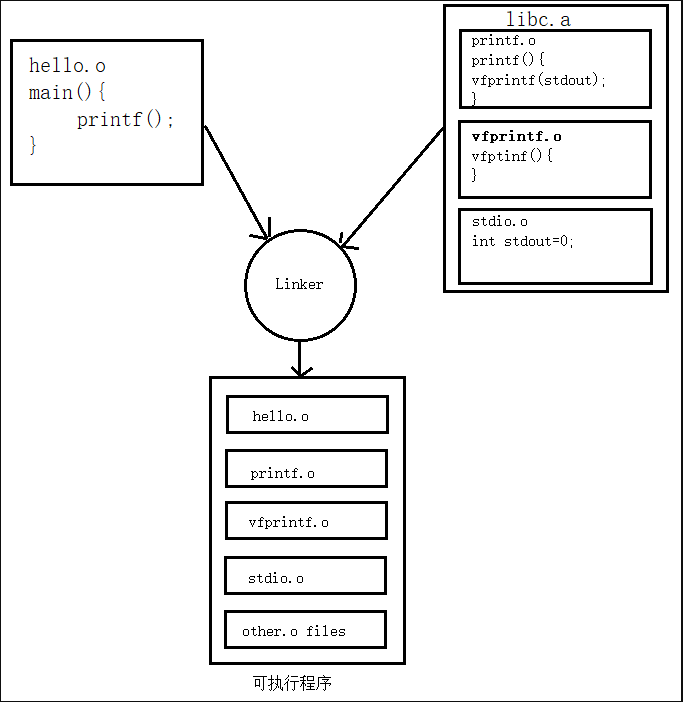 hello.o
main(){
printf();
}
libc.a
printf.o
printf(){
vfprintf(stdout);
}
vfprintf.o
vfptinf(){
}
stdio.o
int stdout=0;
Linker
hello.o
printf.o
vfprintf.o
stdio.o
other.o files
可执行程序